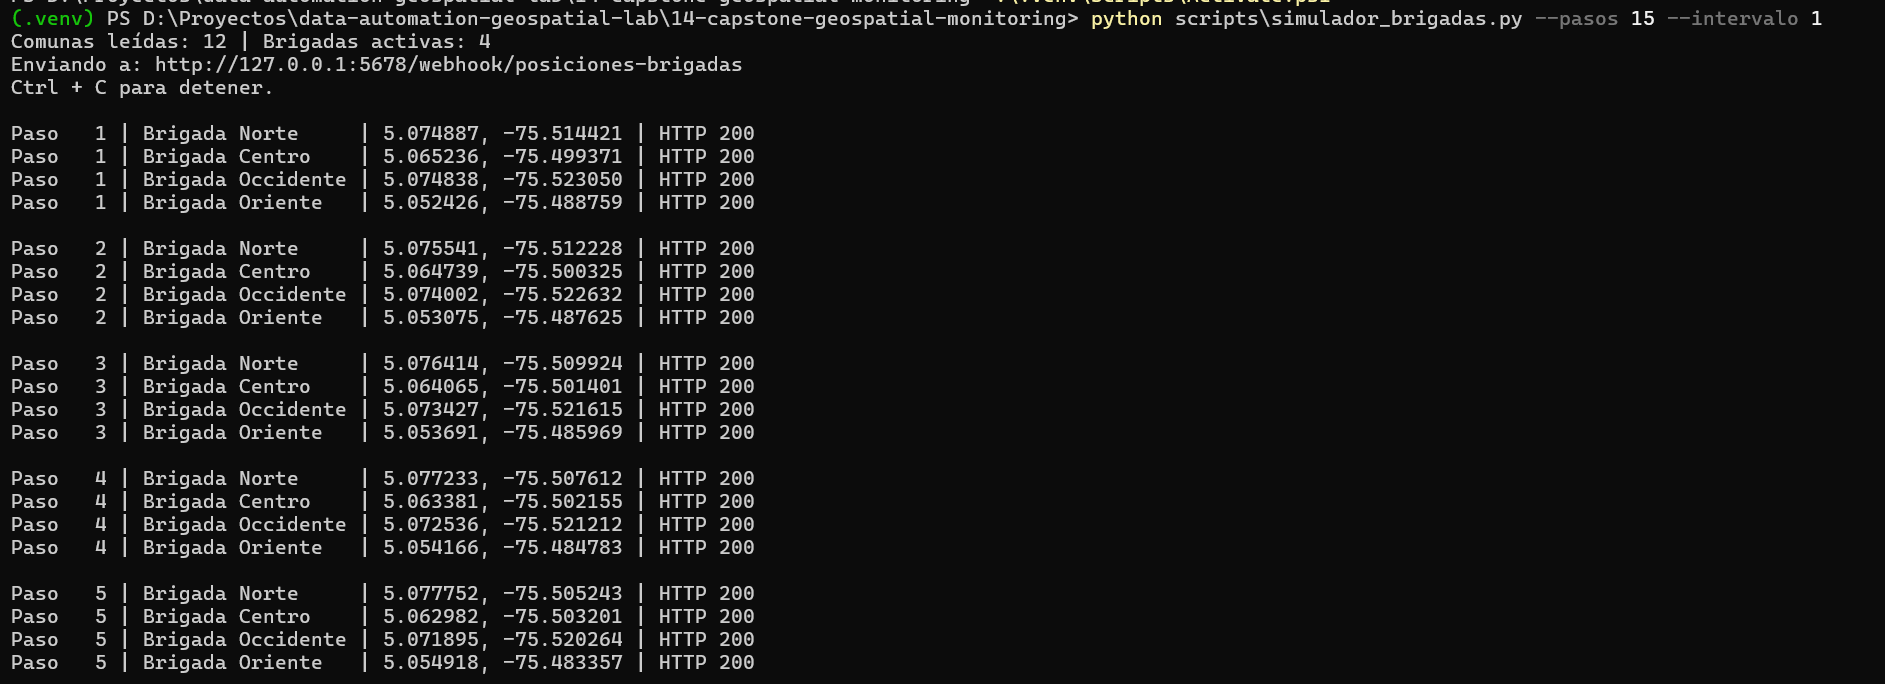 (.venv) PS D:\Proyectos\data-automation-geospatial-lab\14-capstone-geospatial-monitoring> python scripts\simulador_brigadas.py --pasos 15 --intervalo 1
Comunas leídas: 12 | Brigadas activas: 4
Enviando a: http://127.0.0.1:5678/webhook/posiciones-brigadas
Ctrl + C para detener.
Paso   1 | Brigada Norte     | 5.074887, -75.514421 | HTTP 200
Paso   1 | Brigada Centro    | 5.065236, -75.499371 | HTTP 200
Paso   1 | Brigada Occidente | 5.074838, -75.523050 | HTTP 200
Paso   1 | Brigada Oriente   | 5.052426, -75.488759 | HTTP 200
Paso   2 | Brigada Norte     | 5.075541, -75.512228 | HTTP 200
Paso   2 | Brigada Centro    | 5.064739, -75.500325 | HTTP 200
Paso   2 | Brigada Occidente | 5.074002, -75.522632 | HTTP 200
Paso   2 | Brigada Oriente   | 5.053075, -75.487625 | HTTP 200
Paso   3 | Brigada Norte     | 5.076414, -75.509924 | HTTP 200
Paso   3 | Brigada Centro    | 5.064065, -75.501401 | HTTP 200
Paso   3 | Brigada Occidente | 5.073427, -75.521615 | HTTP 200
Paso   3 | Brigada Oriente   | 5.053691, -75.485969 | HTTP 200
Paso   4 | Brigada Norte     | 5.077233, -75.507612 | HTTP 200
Paso   4 | Brigada Centro    | 5.063381, -75.502155 | HTTP 200
Paso   4 | Brigada Occidente | 5.072536, -75.521212 | HTTP 200
Paso   4 | Brigada Oriente   | 5.054166, -75.484783 | HTTP 200
Paso   5 | Brigada Norte     | 5.077752, -75.505243 | HTTP 200
Paso   5 | Brigada Centro    | 5.062982, -75.503201 | HTTP 200
Paso   5 | Brigada Occidente | 5.071895, -75.520264 | HTTP 200
Paso   5 | Brigada Oriente   | 5.054918, -75.483357 | HTTP 200